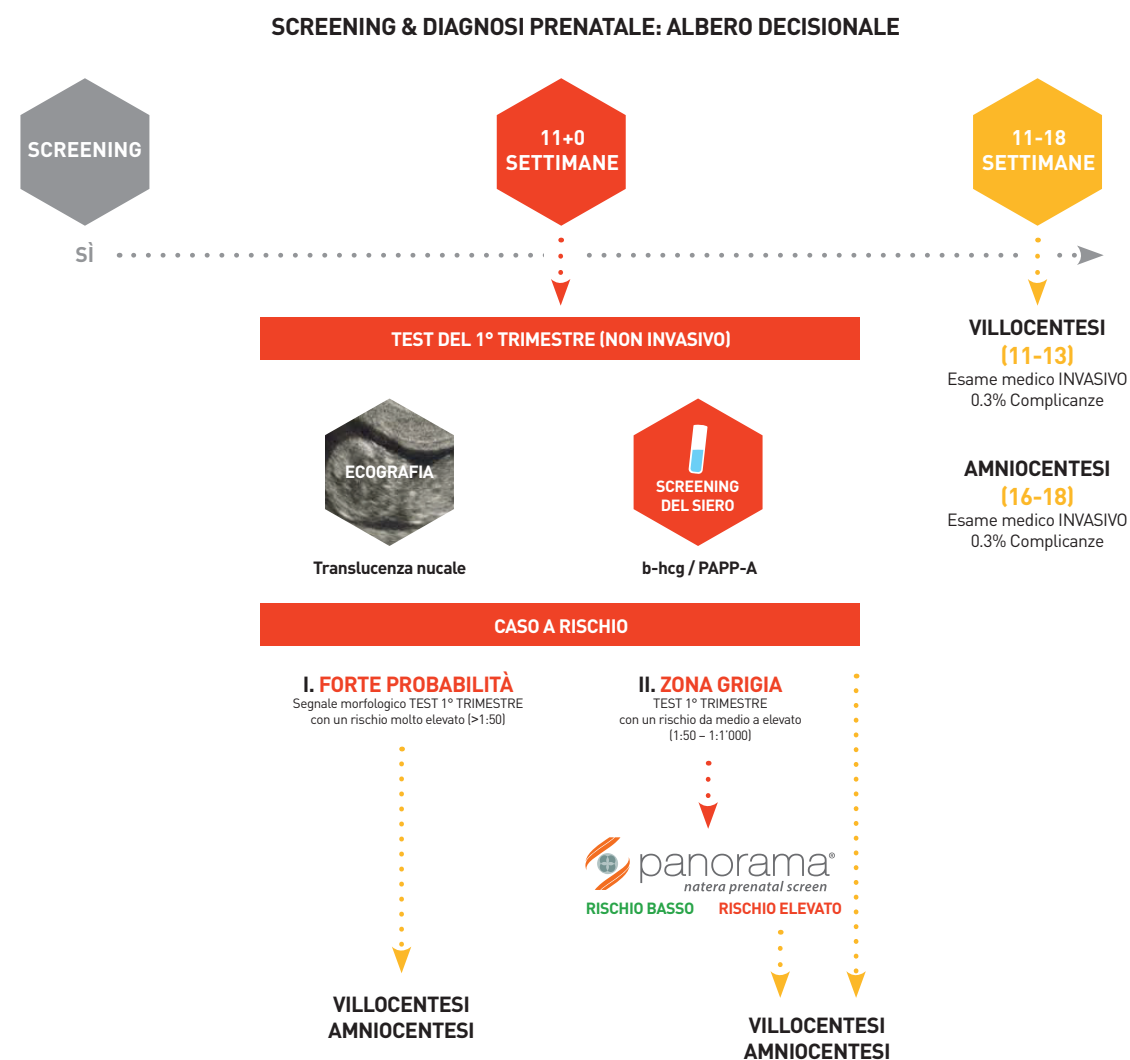 SCREENING & DIAGNOSI PRENATALE: ALBERO DECISIONALE
SCREENING
11+0
SETTIMANE
11-18
SETTIMANE
SÌ
TEST DEL 1° TRIMESTRE (NON INVASIVO)
VILLOCENTESI
(11-13)
Esame medico INVASIVO
0.3% Complicanze
ECOGRAFIA
SCREENING
DEL SIERO
AMNIOCENTESI
(16-18)
Esame medico INVASIVO
0.3% Complicanze
Translucenza nucale
b-hcg / PAPP-A
CASO A RISCHIO
I. FORTE PROBABILITÀ
Segnale morfologico TEST 1° TRIMESTRE
con un rischio molto elevato (>1:50)
II. ZONA GRIGIA
TEST 1° TRIMESTRE
con un rischio da medio a elevato
(1:50 – 1:1´000)
panorama®
natera prenatal screen
RISCHIO BASSO RISCHIO ELEVATO
VILLOCENTESI
AMNIOCENTESI
VILLOCENTESI
AMNIOCENTESI